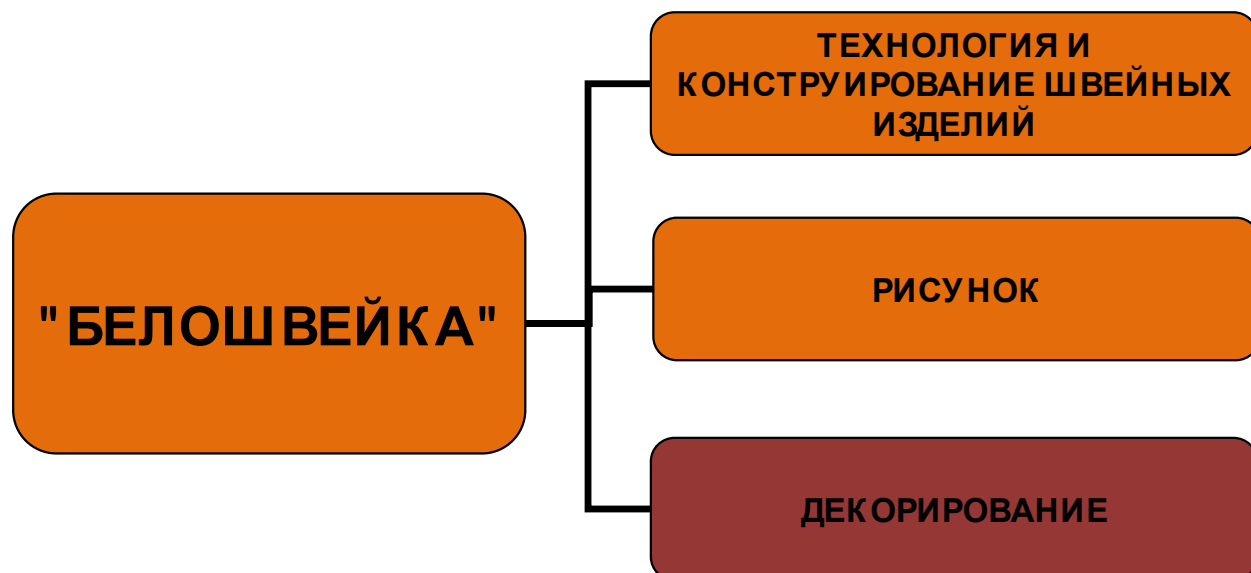 ТЕХНОЛОГИЯ И
КОНСТРУИРОВАНИЕ ШВЕЙНЫХ
ИЗДЕЛИЙ
"БЕЛОШВЕЙКА"
РИСУНОК
ДЕКОРИРОВАНИЕ